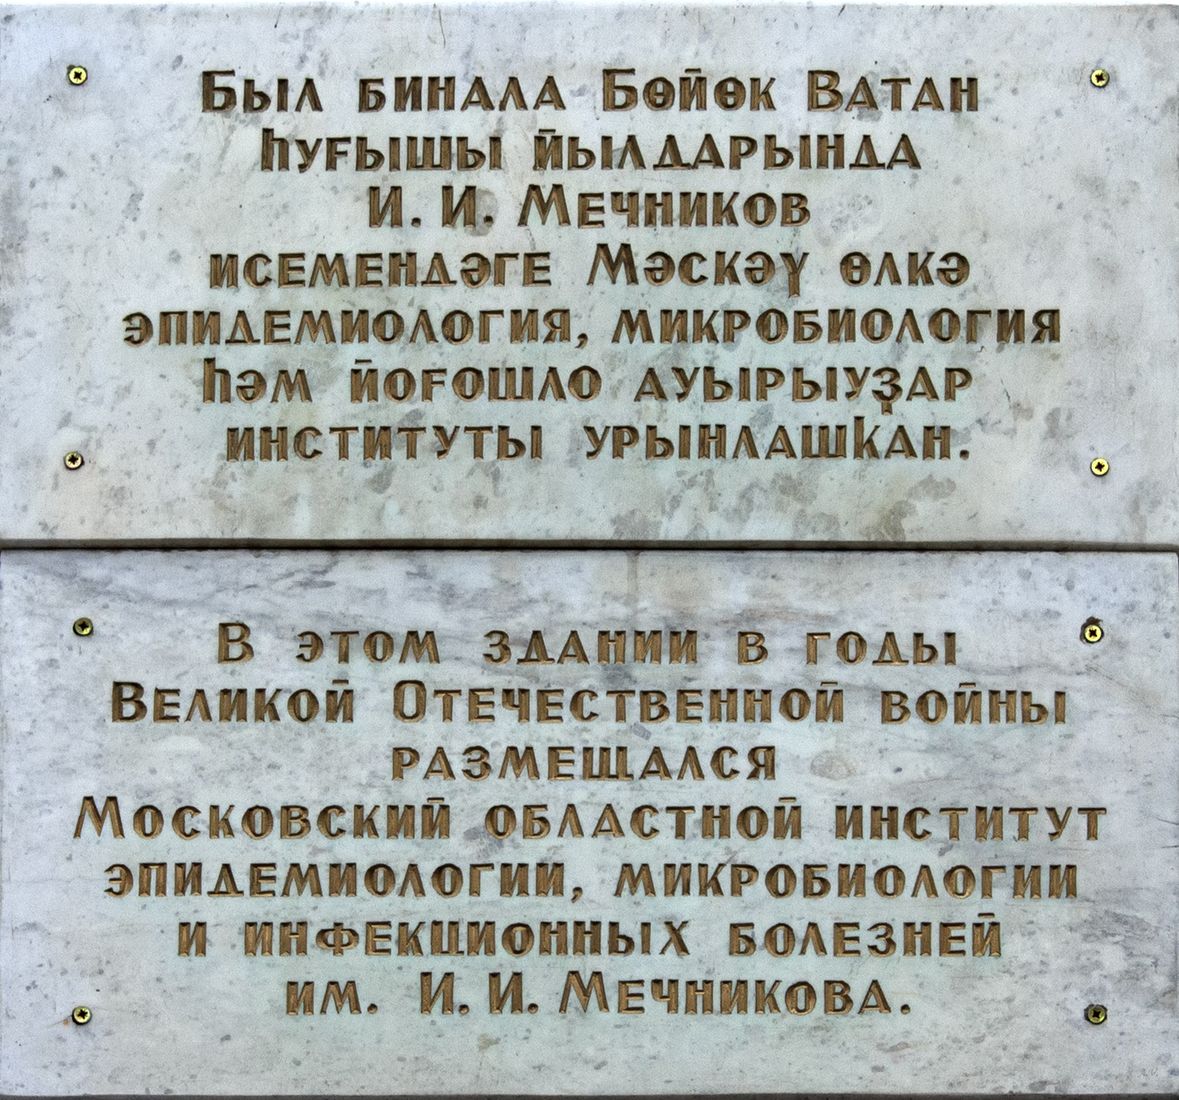 Был бинала Бөйөк Ватан
һуғышы йылдарында
И. И. Мечников
исемендәге Мәскәү өлкә
эпидемиология, микробиология
һәм йоғошло ауырыуҙар
институты урынлашҡан.
В этом здании в годы
Великой Отечественной войны
размещался
Московский областной институт
эпидемиологии, микробиологии
и инфекционных болезней
им. И. И. Мечникова.